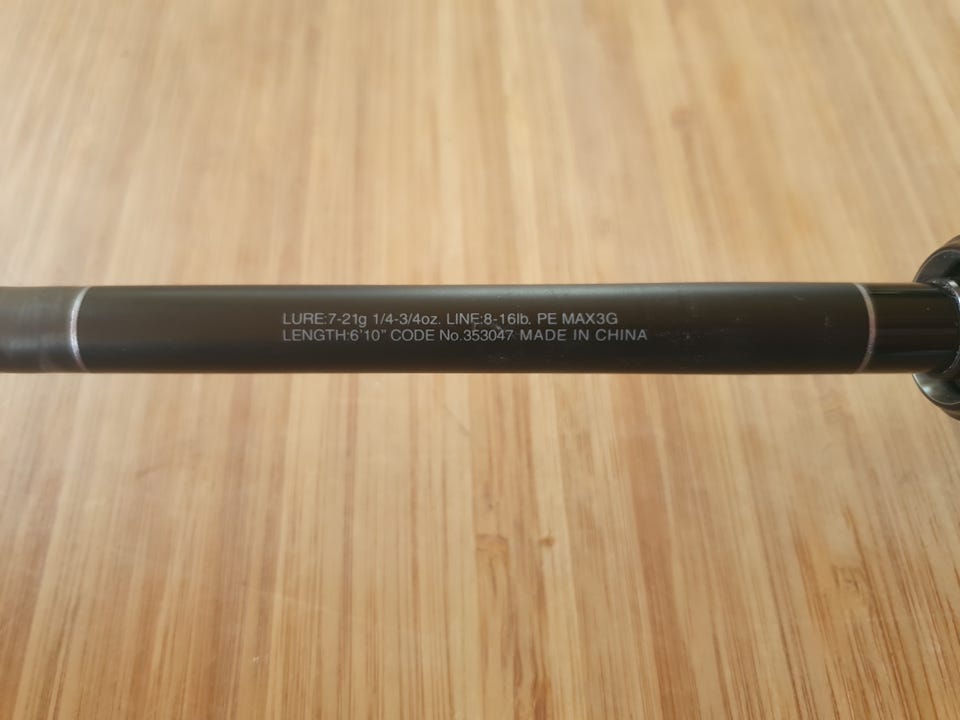 LURE:7-21g 1/4-3/4oz. LINE:8-16lb. PE MAX3G
LENGTH:6'10" CODE No.353047 MADE IN CHINA